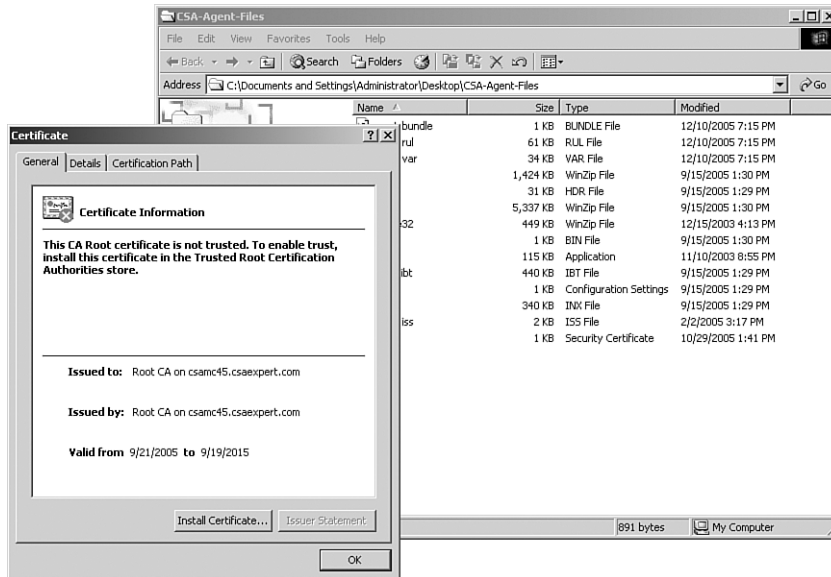 CSA-Agent-Files
File Edit View Favorites Tools Help
Back Search Folders
Address C:\Documents and Settings\Administrator\Desktop\CSA-Agent-Files Go
Name Size Type Modified
bundle 1 KB BUNDLE File 12/10/2005 7:15 PM
rul 61 KB RUL File 12/10/2005 7:15 PM
var 34 KB VAR File 12/10/2005 7:15 PM
1,424 KB WinZip File 9/15/2005 1:30 PM
31 KB HDR File 9/15/2005 1:29 PM
5,337 KB WinZip File 9/15/2005 1:30 PM
32 449 KB WinZip File 12/15/2003 4:13 PM
1 KB BIN File 9/15/2005 1:30 PM
115 KB Application 11/10/2003 8:55 PM
ibt 440 KB IBT File 9/15/2005 1:29 PM
1 KB Configuration Settings 9/15/2005 1:29 PM
340 KB INX File 9/15/2005 1:29 PM
iss 2 KB ISS File 2/2/2005 3:17 PM
1 KB Security Certificate 10/29/2005 1:41 PM
891 bytes My Computer
Certificate
General Details Certification Path
Certificate Information
This CA Root certificate is not trusted. To enable trust,
install this certificate in the Trusted Root Certification
Authorities store.
Issued to: Root CA on csamc45.csaexpert.com
Issued by: Root CA on csamc45.csaexpert.com
Valid from 9/21/2005 to 9/19/2015
Install Certificate... Issuer Statement
OK